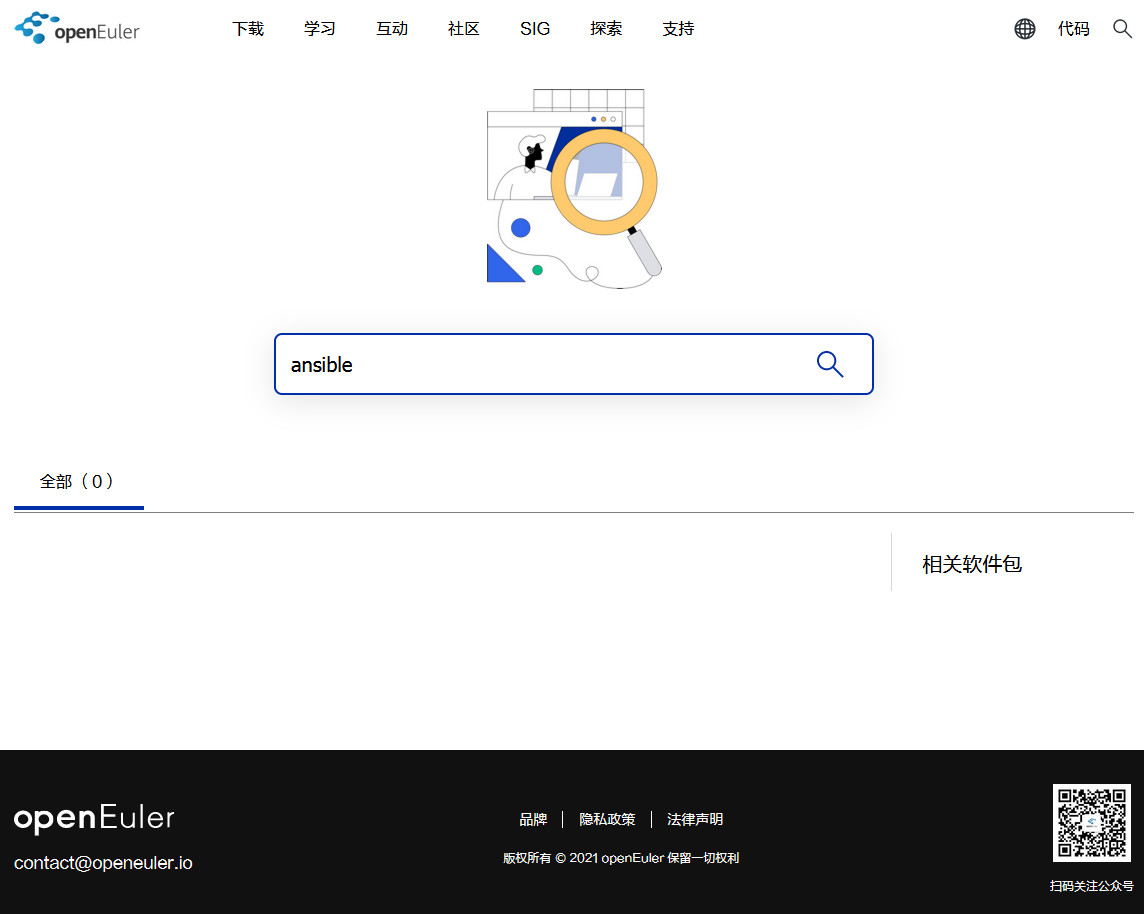 openEuler 下载 学习 互动 社区 SIG 探索 支持 代码
ansible
全部（0）
相关软件包
openEuler
contact@openeuler.io
品牌 | 隐私政策 | 法律声明
版权所有 © 2021 openEuler 保留一切权利
扫码关注公众号